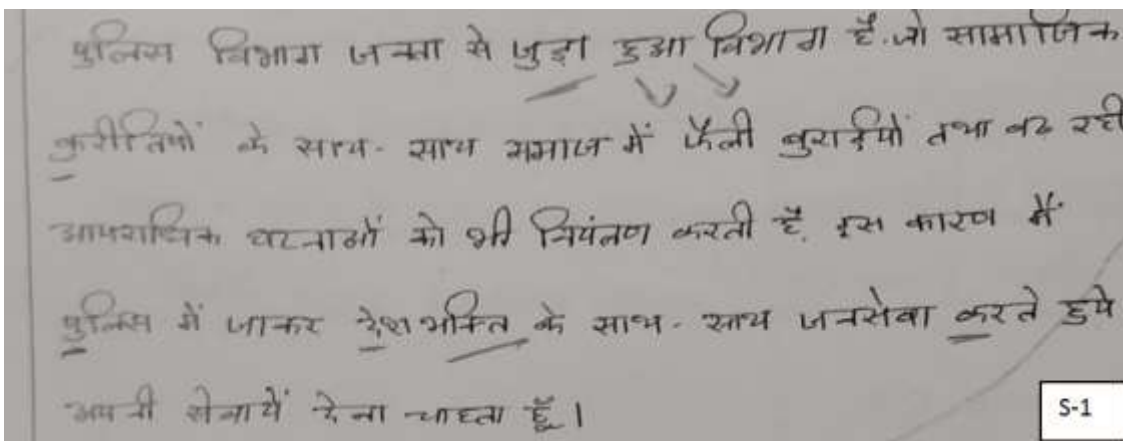 पुलिस विभाग जनता से जुड़ा हुआ विभाग है. जो सामाजिक
कुरीतियों के साथ- साथ समाज में फैली बुराईयों तथा बढ रही
आपराधिक घटनाओं को भी नियंत्रण करती है. इस कारण मैं
पुलिस में जाकर देशभक्ति के साथ- साथ जनसेवा करते हुये
अपनी सेवायें देना चाहता हूँ।
S-1